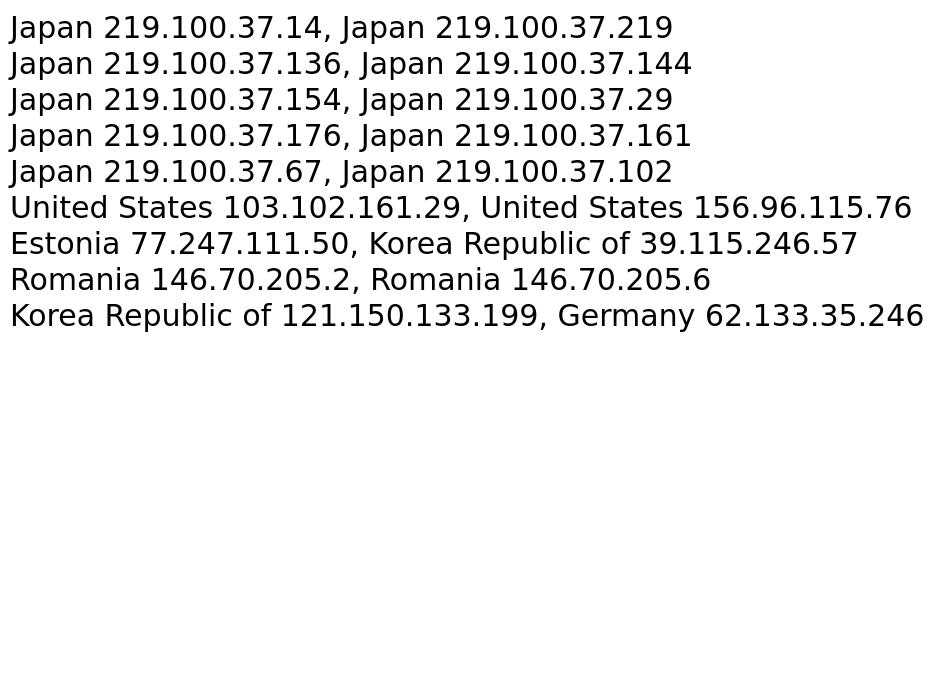 Japan 219.100.37.14, Japan 219.100.37.219
Japan 219.100.37.136, Japan 219.100.37.144
Japan 219.100.37.154, Japan 219.100.37.29
Japan 219.100.37.176, Japan 219.100.37.161
Japan 219.100.37.67, Japan 219.100.37.102
United States 103.102.161.29, United States 156.96.115.76
Estonia 77.247.111.50, Korea Republic of 39.115.246.57
Romania 146.70.205.2, Romania 146.70.205.6
Korea Republic of 121.150.133.199, Germany 62.133.35.246